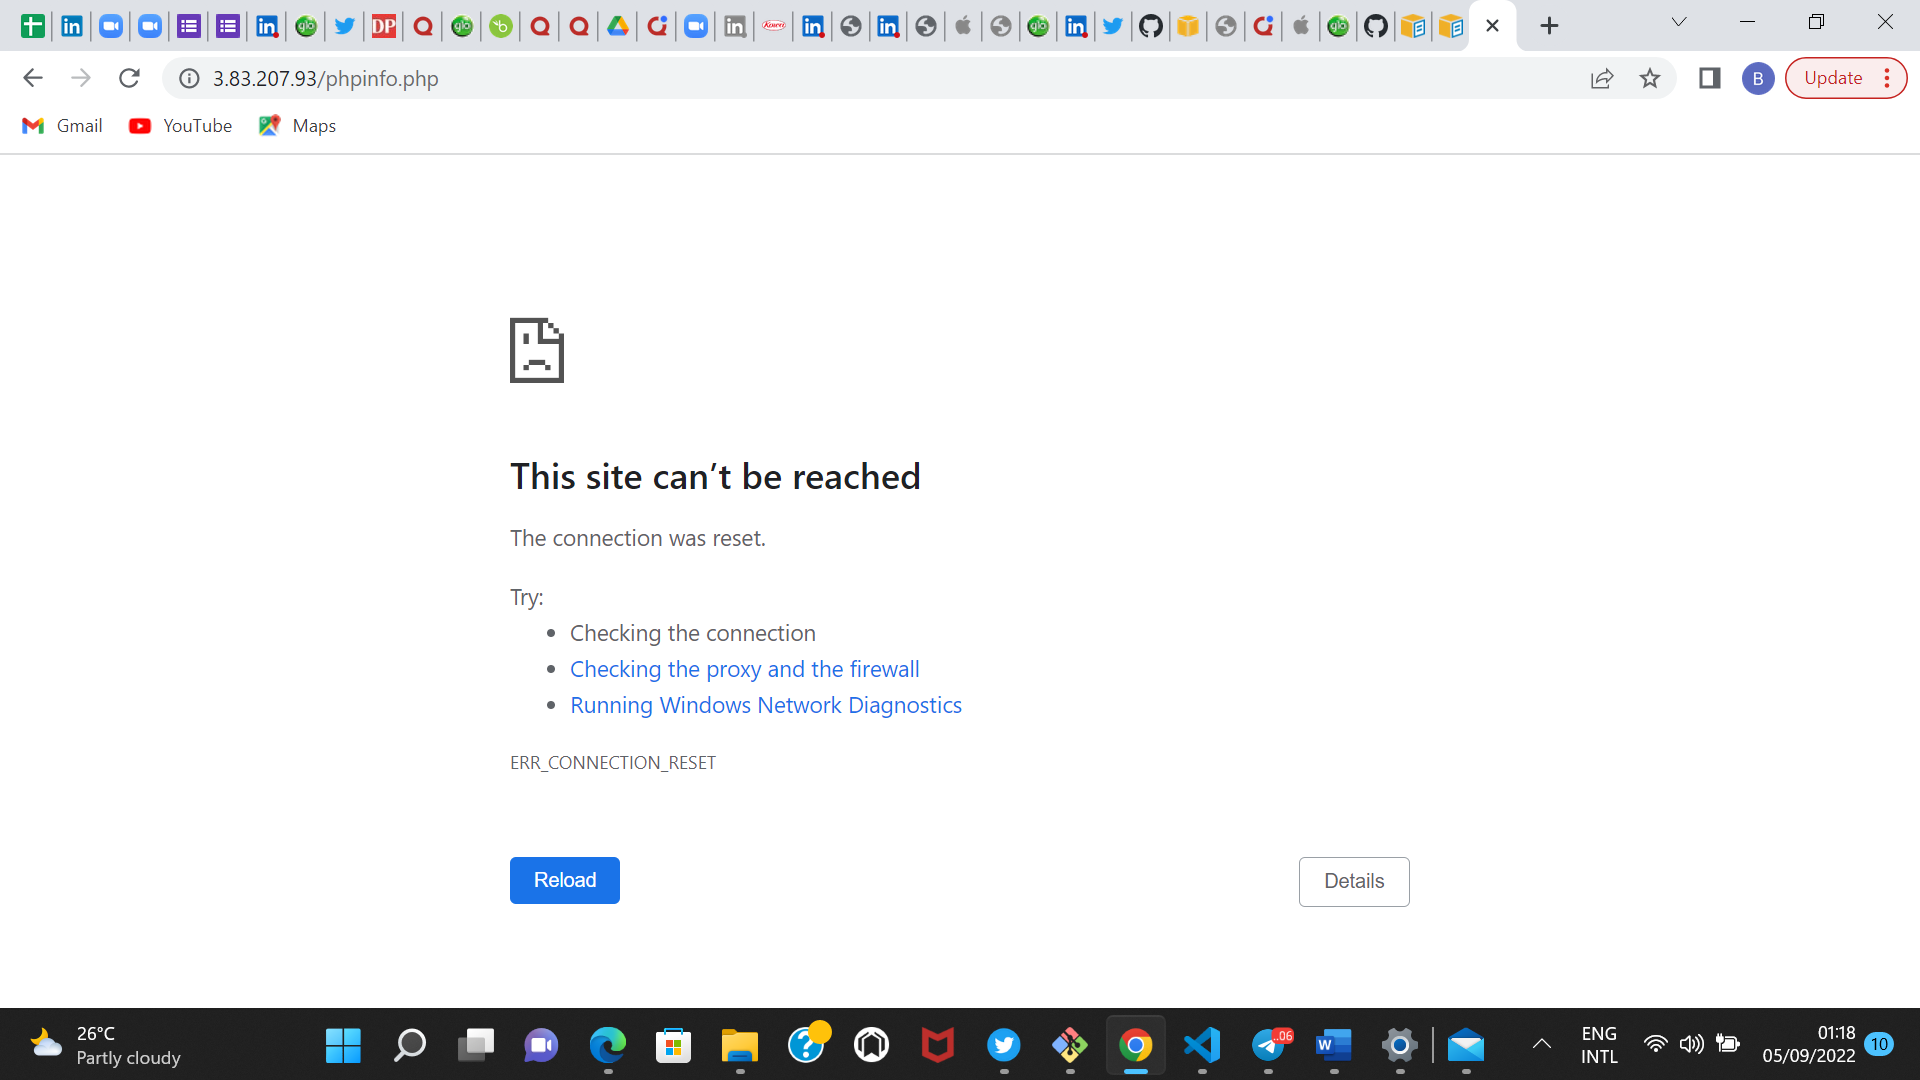 3.83.207.93/phpinfo.php
B
Update
Gmail
YouTube
Maps
This site can’t be reached
The connection was reset.
Try:
Checking the connection
Checking the proxy and the firewall
Running Windows Network Diagnostics
ERR_CONNECTION_RESET
Reload
Details
26°C
Partly cloudy
ENG
INTL
01:18
05/09/2022
10